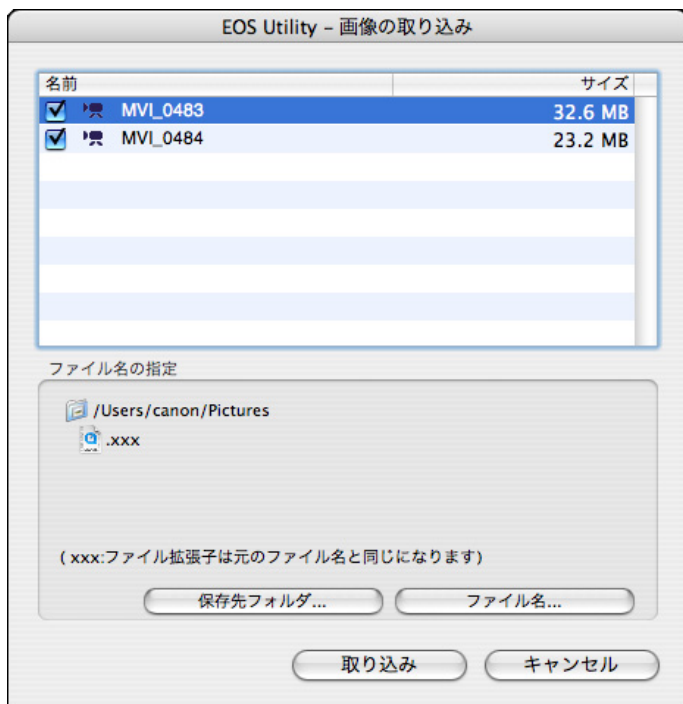 EOS Utility – 画像の取り込み
名前 サイズ
MVI_0483 32.6 MB
MVI_0484 23.2 MB
ファイル名の指定
/Users/canon/Pictures
.xxx
( xxx:ファイル拡張子は元のファイル名と同じになります)
保存先フォルダ... ファイル名...
取り込み キャンセル